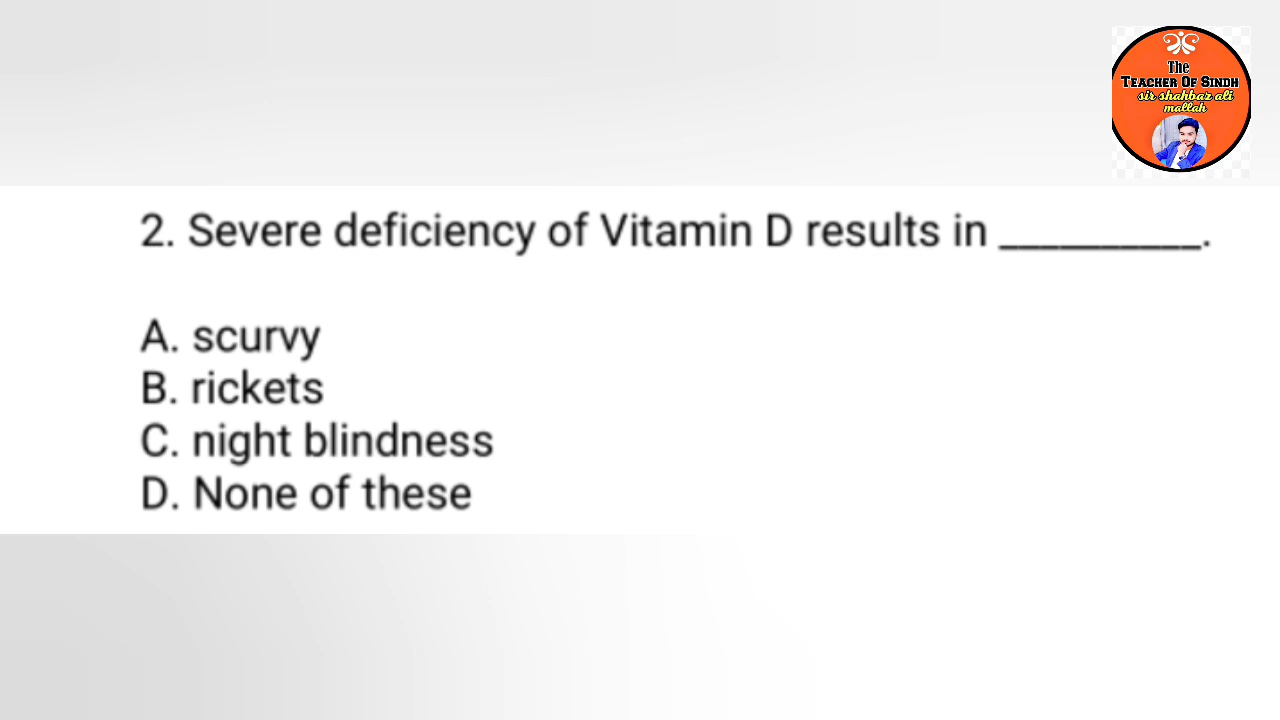 The
TEACHER OF SINDH
sir shahbaz ali
mallah
2. Severe deficiency of Vitamin D results in __________.
A. scurvy
B. rickets
C. night blindness
D. None of these